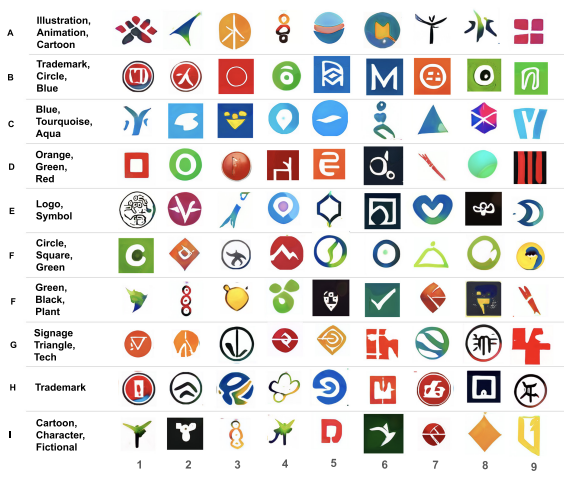 A Illustration, Animation, Cartoon
B Trademark, Circle, Blue
M
C Blue, Tourquoise, Aqua
D Orange, Green, Red
E Logo, Symbol
F Circle, Square, Green
F Green, Black, Plant
G Signage Triangle, Tech
H Trademark
I Cartoon, Character, Fictional
1 2 3 4 5 6 7 8 9